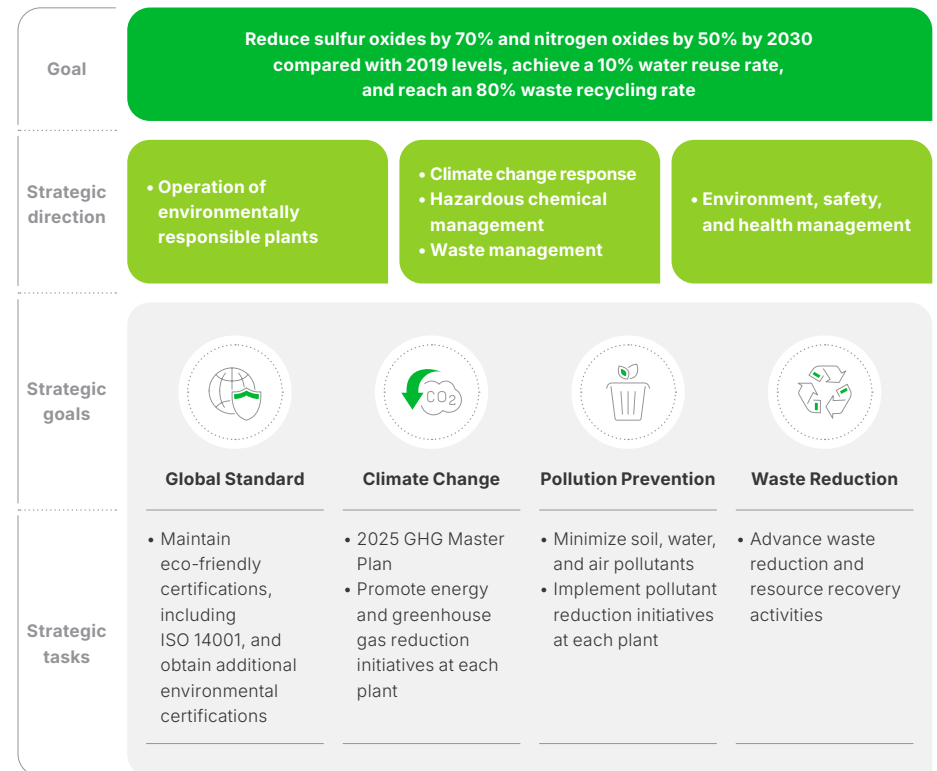 Goal
Reduce sulfur oxides by 70% and nitrogen oxides by 50% by 2030
compared with 2019 levels, achieve a 10% water reuse rate,
and reach an 80% waste recycling rate
Strategic
direction
• Operation of
environmentally
responsible plants
• Climate change response
• Hazardous chemical
management
• Waste management
• Environment, safety,
and health management
Strategic
goals
CO2
Global Standard
Climate Change
Pollution Prevention
Waste Reduction
Strategic
tasks
• Maintain
eco-friendly
certifications,
including
ISO 14001, and
obtain additional
environmental
certifications
• 2025 GHG Master
Plan
• Promote energy
and greenhouse
gas reduction
initiatives at each
plant
• Minimize soil, water,
and air pollutants
• Implement pollutant
reduction initiatives
at each plant
• Advance waste
reduction and
resource recovery
activities